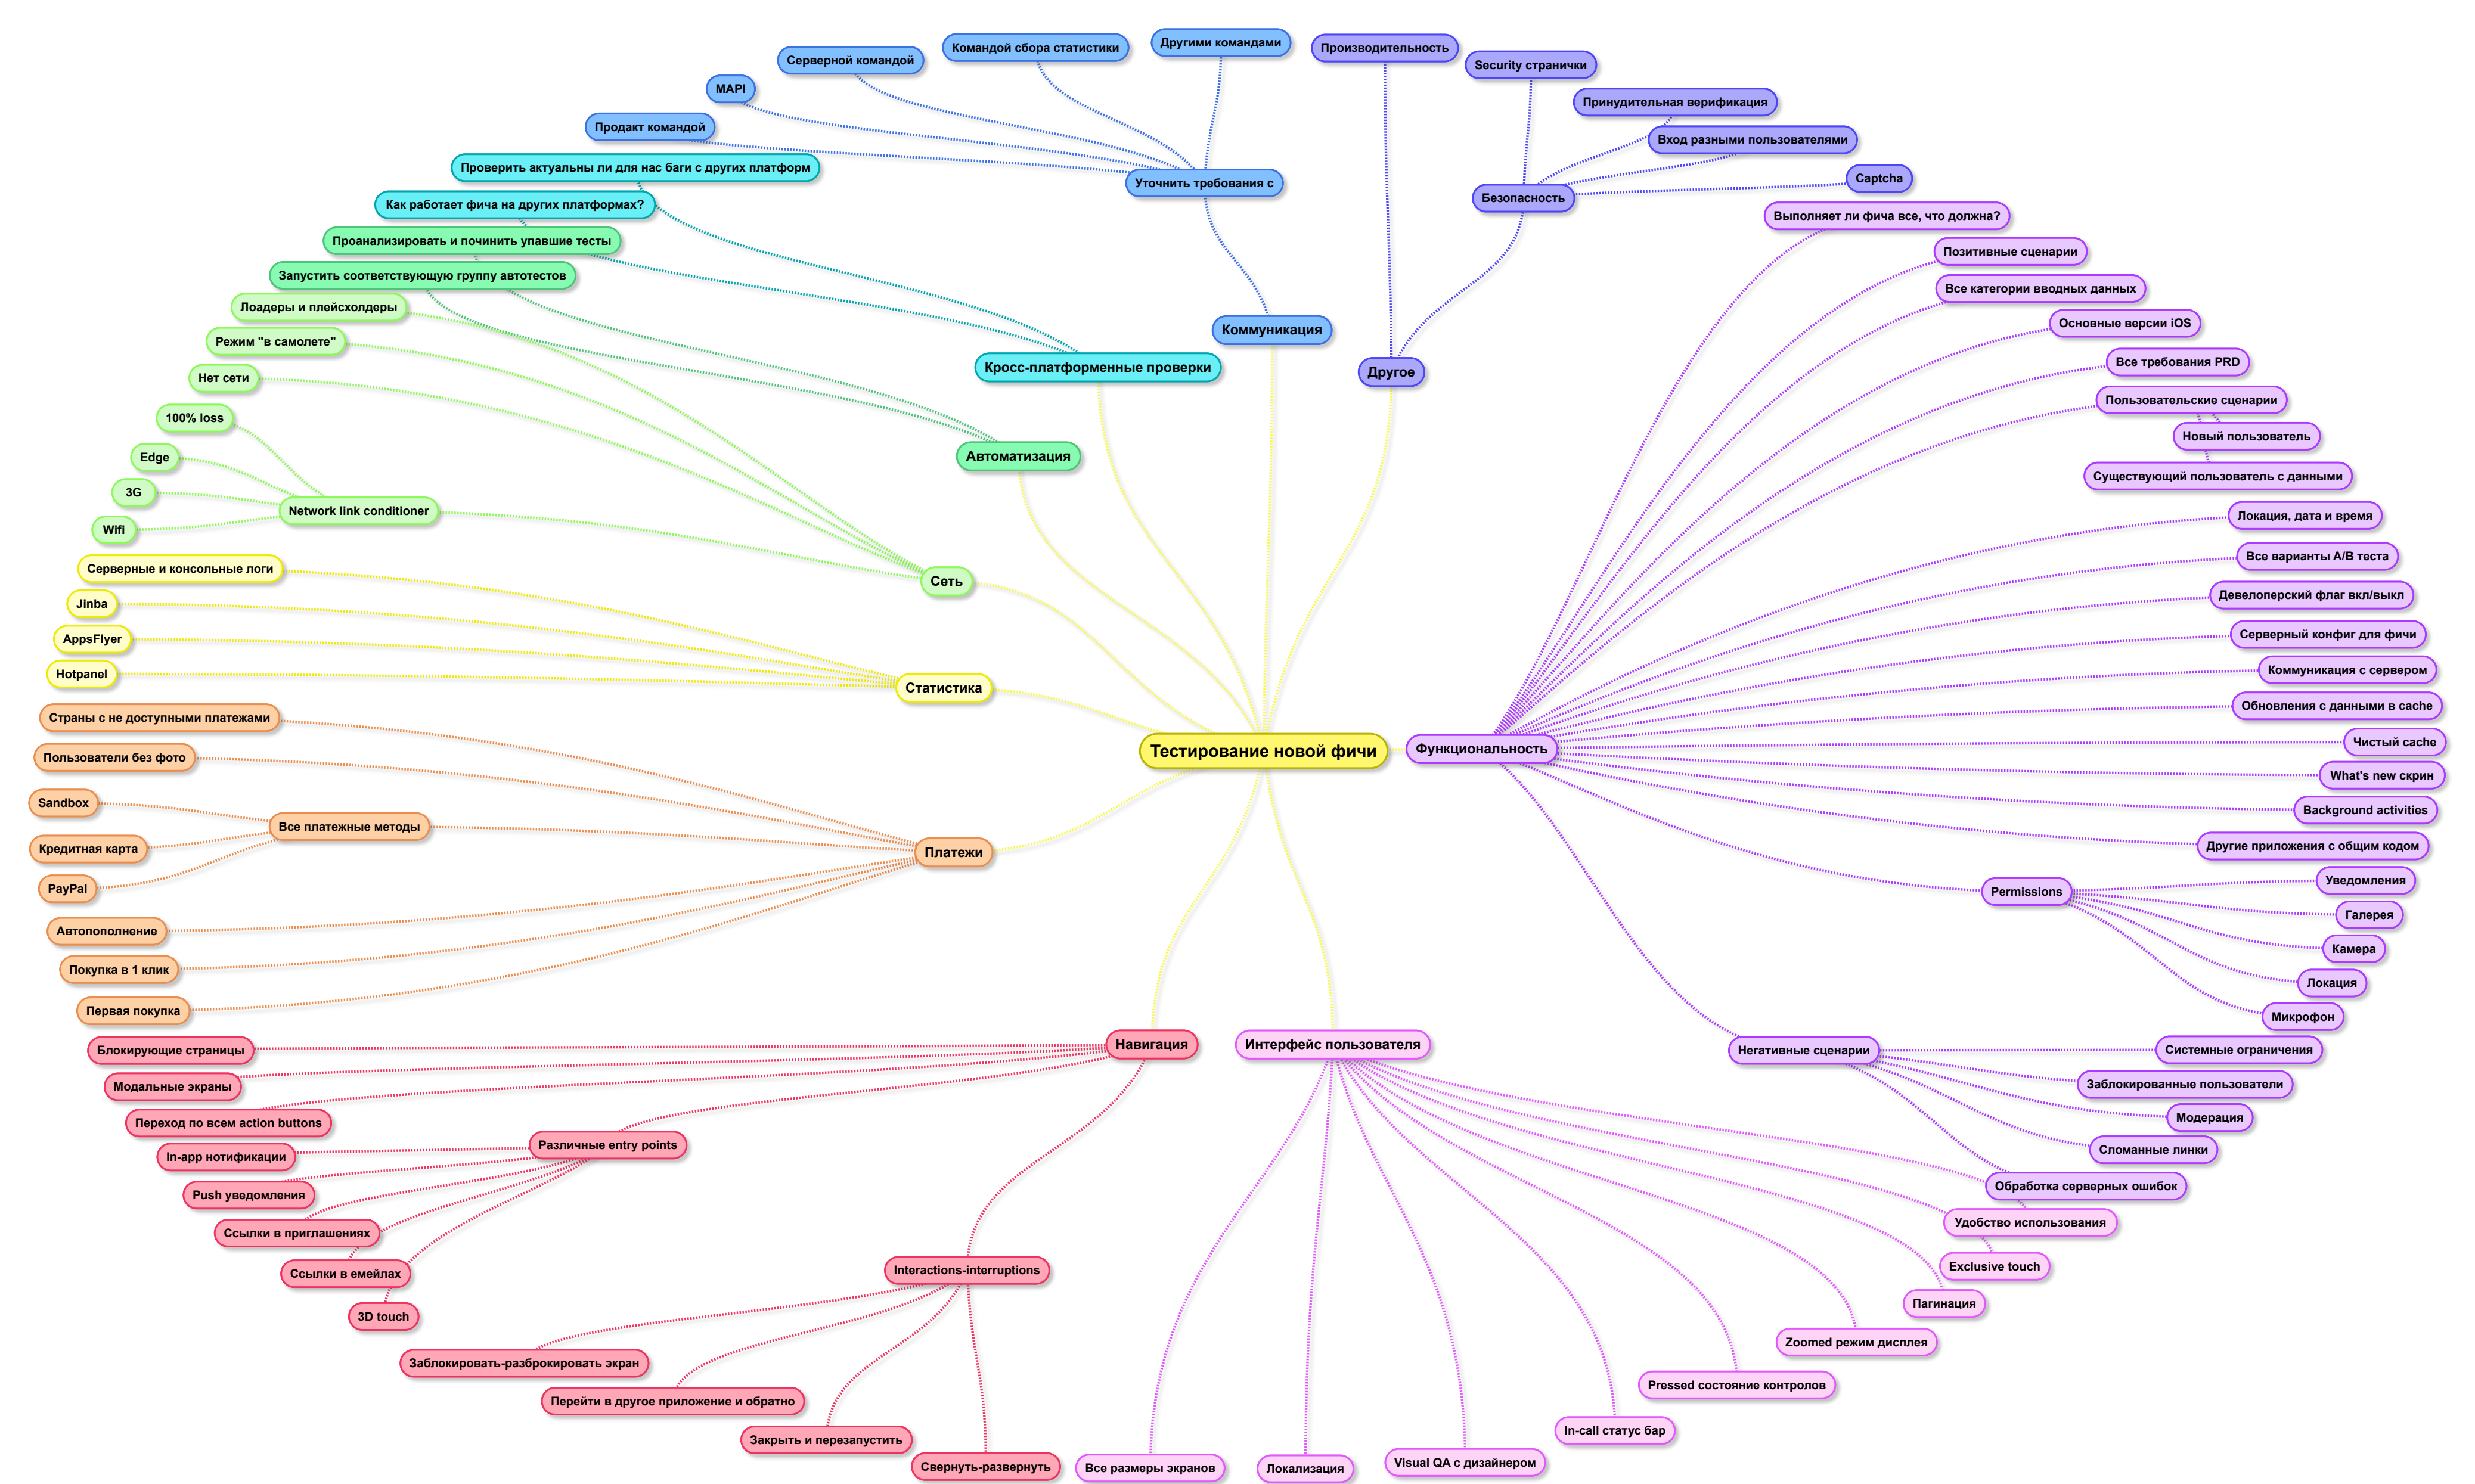 Другими командами
Командой сбора статистики
Серверной командой
MAPI
Продакт командой
Уточнить требования с
Коммуникация
Производительность
Security странички
Принудительная верификация
Вход разными пользователями
Captcha
Безопасность
Другое
Проверить актуальны ли для нас баги с других платформ
Как работает фича на других платформах?
Кросс-платформенные проверки
Проанализировать и починить упавшие тесты
Запустить соответствующую группу автотестов
Автоматизация
Лоадеры и плейсхолдеры
Режим "в самолете"
Нет сети
100% loss
Edge
3G
Wifi
Network link conditioner
Сеть
Серверные и консольные логи
Jinba
AppsFlyer
Hotpanel
Статистика
Тестирование новой фичи
Страны с не доступными платежами
Пользователи без фото
Sandbox
Кредитная карта
PayPal
Все платежные методы
Автопополнение
Покупка в 1 клик
Первая покупка
Платежи
Функциональность
Выполняет ли фича все, что должна?
Позитивные сценарии
Все категории вводных данных
Основные версии iOS
Все требования PRD
Пользовательские сценарии
Новый пользователь
Существующий пользователь с данными
Локация, дата и время
Все варианты A/B теста
Девелоперский флаг вкл/выкл
Серверный конфиг для фичи
Коммуникация с сервером
Обновления с данными в cache
Чистый cache
What's new скрин
Background activities
Другие приложения с общим кодом
Permissions
Уведомления
Галерея
Камера
Локация
Микрофон
Негативные сценарии
Системные ограничения
Заблокированные пользователи
Модерация
Сломанные линки
Обработка серверных ошибок
Навигация
Блокирующие страницы
Модальные экраны
Переход по всем action buttons
Различные entry points
In-app нотификации
Push уведомления
Ссылки в приглашениях
Ссылки в емейлах
3D touch
Interactions-interruptions
Заблокировать-разброкировать экран
Перейти в другое приложение и обратно
Закрыть и перезапустить
Свернуть-развернуть
Интерфейс пользователя
Удобство использования
Exclusive touch
Пагинация
Zoomed режим дисплея
Pressed состояние контролов
In-call статус бар
Visual QA с дизайнером
Локализация
Все размеры экранов